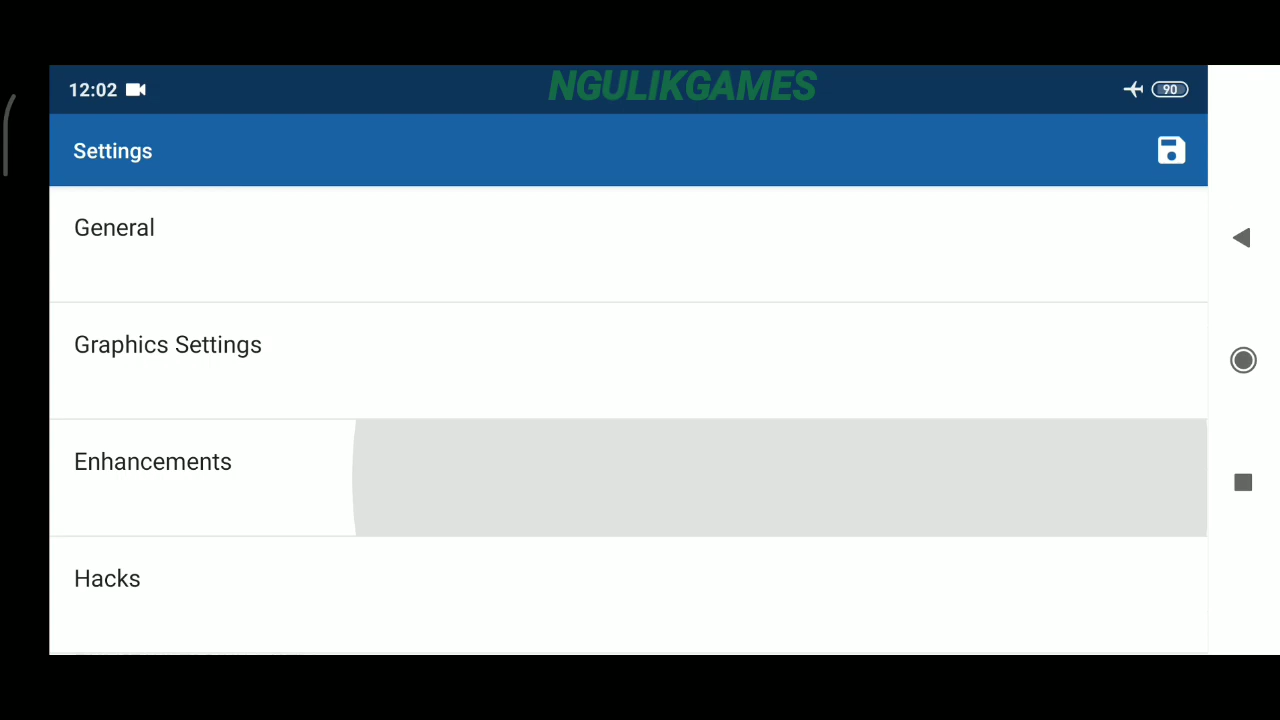 12:02
NGULIKGAMES
90
Settings
General
Graphics Settings
Enhancements
Hacks